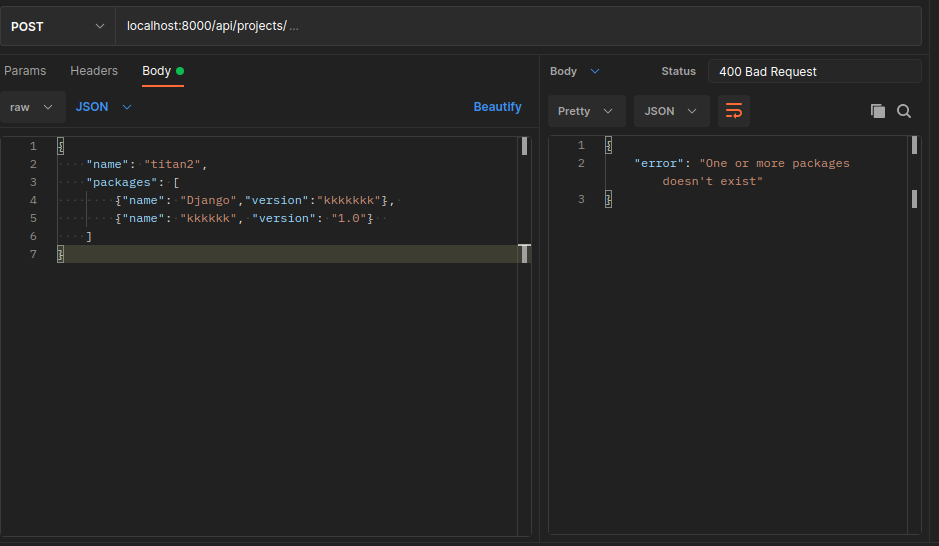 POST
localhost:8000/api/projects/ ...
Params Headers Body
raw JSON Beautify
1 {
2 "name": "titan2",
3 "packages": [
4 {"name": "Django","version":"kkkkkkk"},
5 {"name": "kkkkkk", "version": "1.0"}
6 ]
7 }
Body Status 400 Bad Request
Pretty JSON
1 {
2 "error": "One or more packages
doesn't exist"
3 }